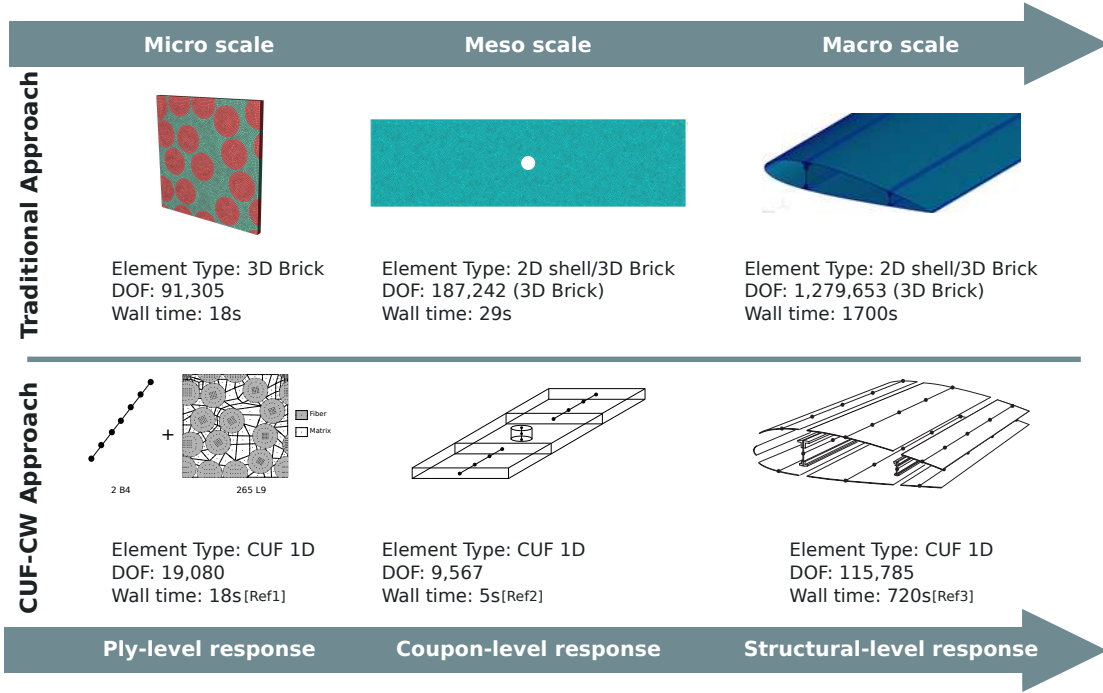 Micro scale
Meso scale
Macro scale
Traditional Approach
Element Type: 3D Brick
DOF: 91,305
Wall time: 18s
Element Type: 2D shell/3D Brick
DOF: 187,242 (3D Brick)
Wall time: 29s
Element Type: 2D shell/3D Brick
DOF: 1,279,653 (3D Brick)
Wall time: 1700s
CUF-CW Approach
+
Fiber
Matrix
2 B4
265 L9
Element Type: CUF 1D
DOF: 19,080
Wall time: 18s[Ref1]
Element Type: CUF 1D
DOF: 9,567
Wall time: 5s[Ref2]
Element Type: CUF 1D
DOF: 115,785
Wall time: 720s[Ref3]
Ply-level response
Coupon-level response
Structural-level response